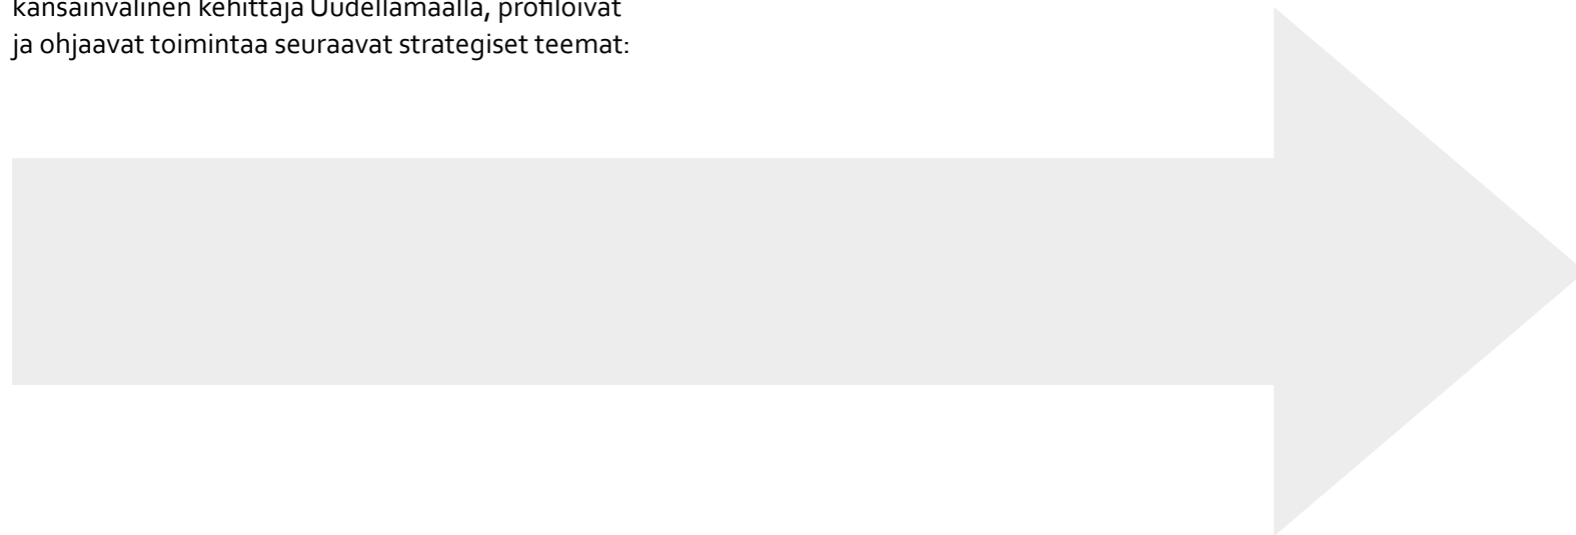 kansainvälinen kehittäjä Uudellamaalla, profiloivat
ja ohjaavat toimintaa seuraavat strategiset teemat: